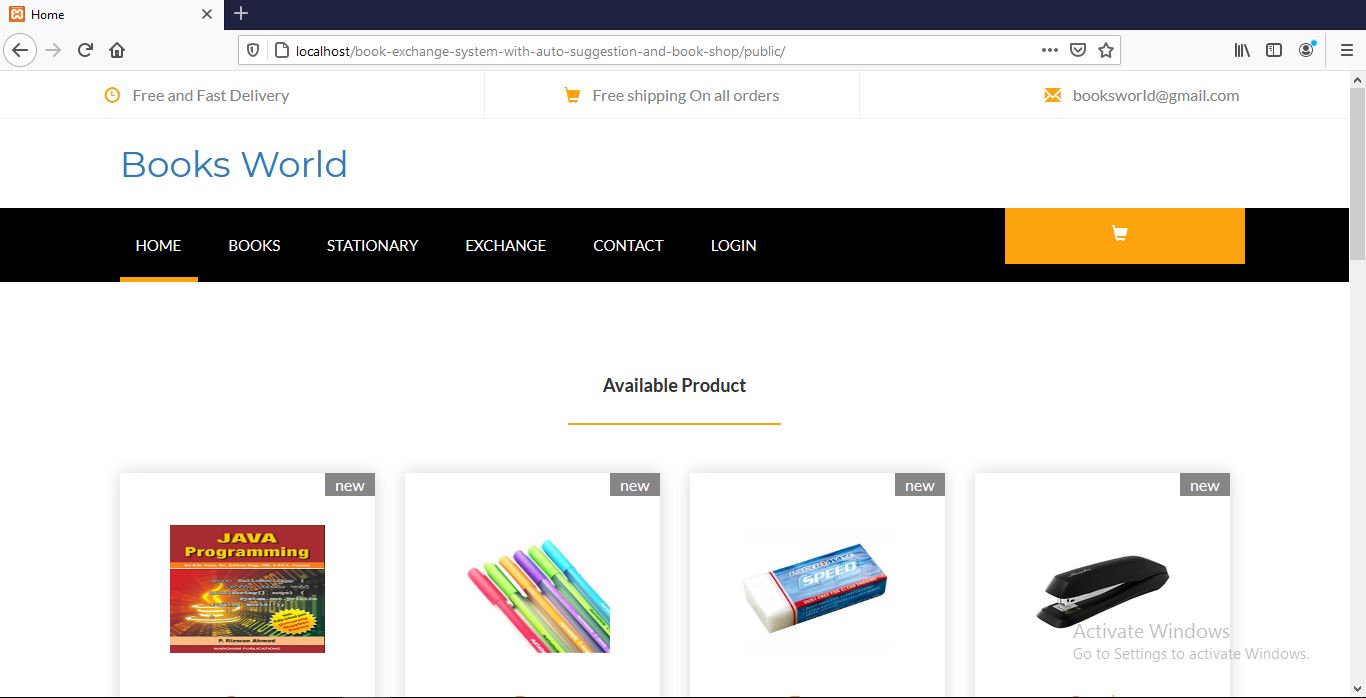 Home
localhost/book-exchange-system-with-auto-suggestion-and-book-shop/public/
Free and Fast Delivery
Free shipping On all orders
booksworld@gmail.com
Books World
HOME
BOOKS
STATIONARY
EXCHANGE
CONTACT
LOGIN
Available Product
new
new
new
new
JAVA
Programming
P. Rizwan Ahmed
MARGHAM PUBLICATIONS
SPEED
Activate Windows
Go to Settings to activate Windows.